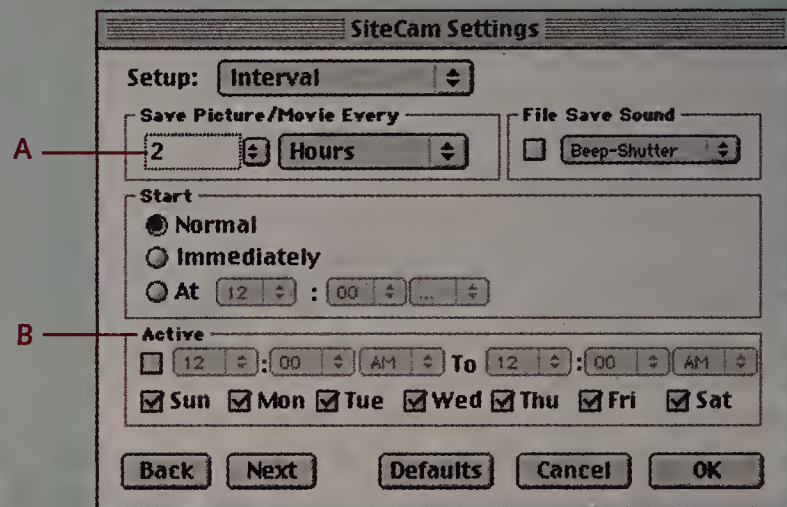 SiteCam Settings
Setup: Interval
Save Picture/Movie Every
File Save Sound
A
2 Hours
Beep-Shutter
Start
Normal
Immediately
At 12 : 00 ...
B
Active
12 : 00 AM To 12 : 00 AM
Sun Mon Tue Wed Thu Fri Sat
Back Next Defaults Cancel OK